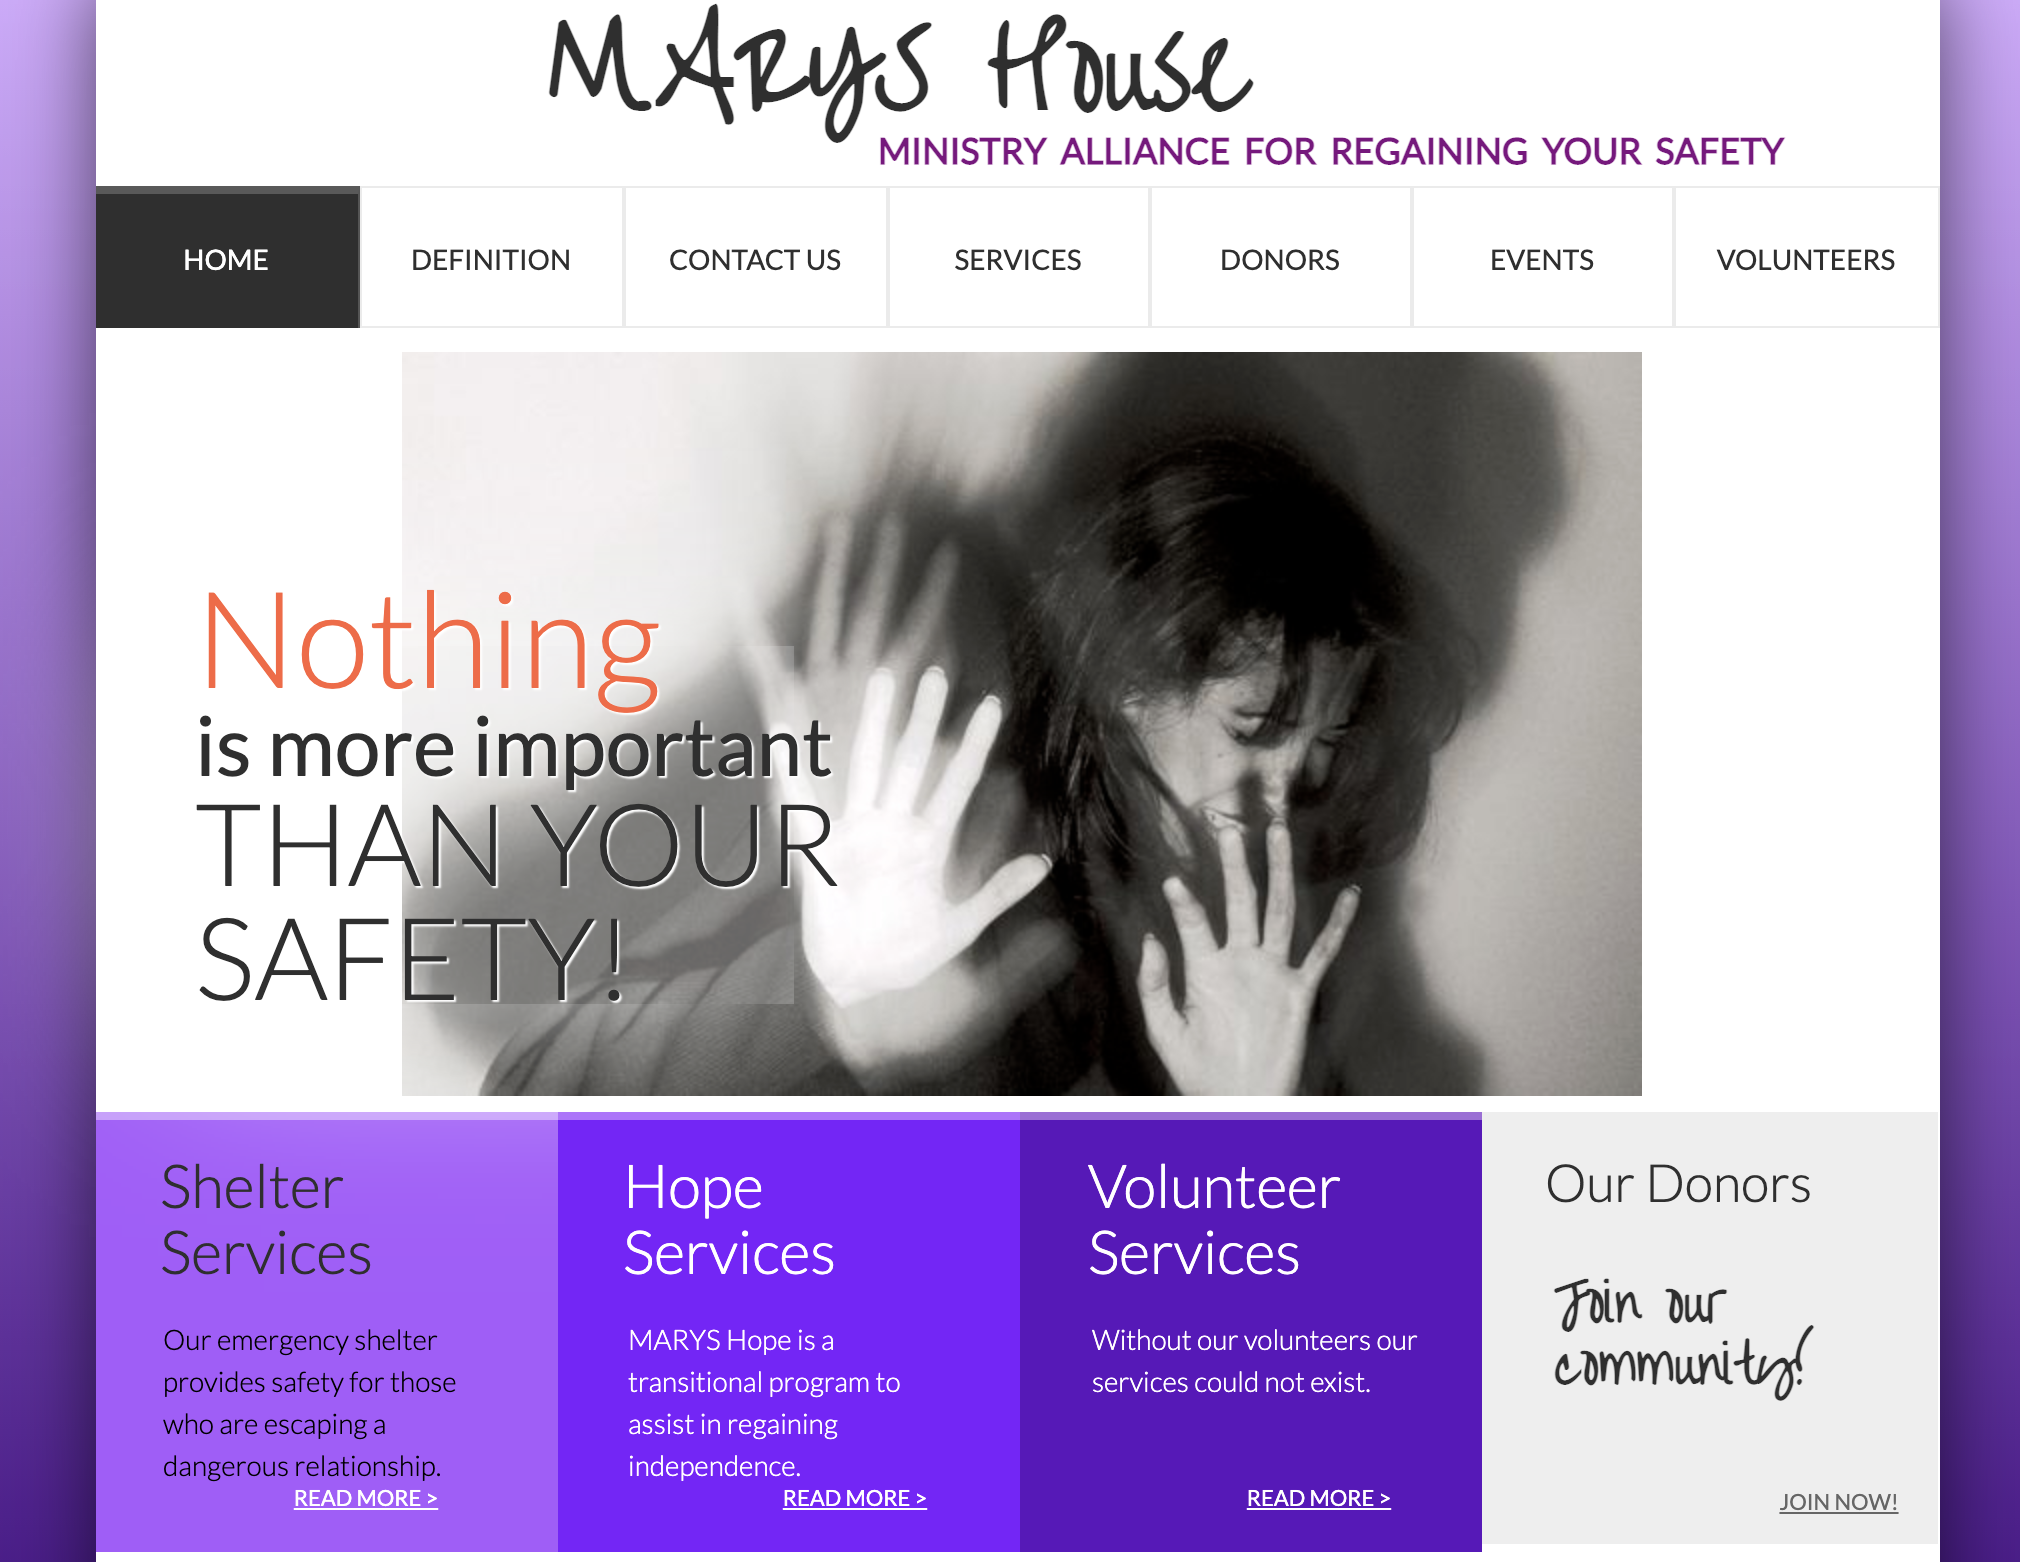 MARYS House
MINISTRY ALLIANCE FOR REGAINING YOUR SAFETY
HOME
DEFINITION
CONTACT US
SERVICES
DONORS
EVENTS
VOLUNTEERS
Nothing
is more important
THAN YOUR
SAFETY!
Shelter
Services
Our emergency shelter
provides safety for those
who are escaping a
dangerous relationship.
READ MORE >
Hope
Services
MARYS Hope is a
transitional program to
assist in regaining
independence.
READ MORE >
Volunteer
Services
Without our volunteers our
services could not exist.
READ MORE >
Our Donors
Join our
community!
JOIN NOW!